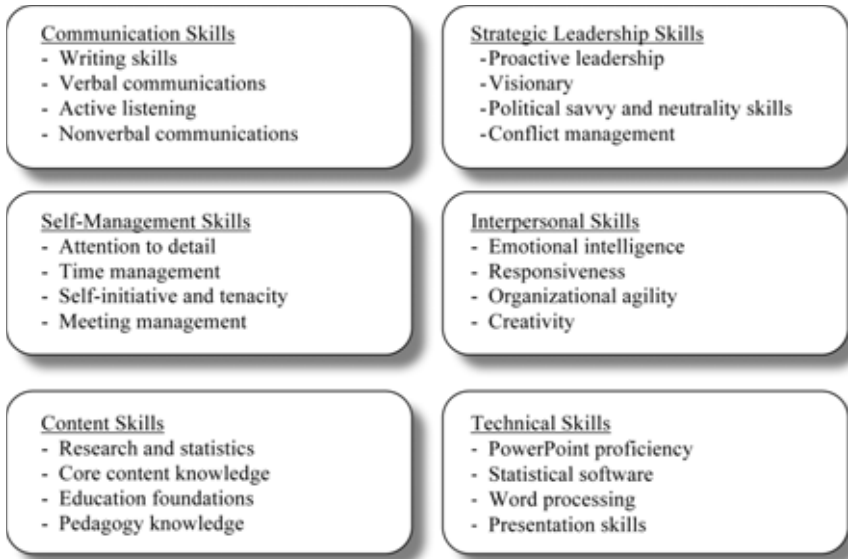 Communication Skills
- Writing skills
- Verbal communications
- Active listening
- Nonverbal communications
Strategic Leadership Skills
-Proactive leadership
-Visionary
-Political savvy and neutrality skills
-Conflict management
Self-Management Skills
- Attention to detail
- Time management
- Self-initiative and tenacity
- Meeting management
Interpersonal Skills
- Emotional intelligence
- Responsiveness
- Organizational agility
- Creativity
Content Skills
- Research and statistics
- Core content knowledge
- Education foundations
- Pedagogy knowledge
Technical Skills
- PowerPoint proficiency
- Statistical software
- Word processing
- Presentation skills